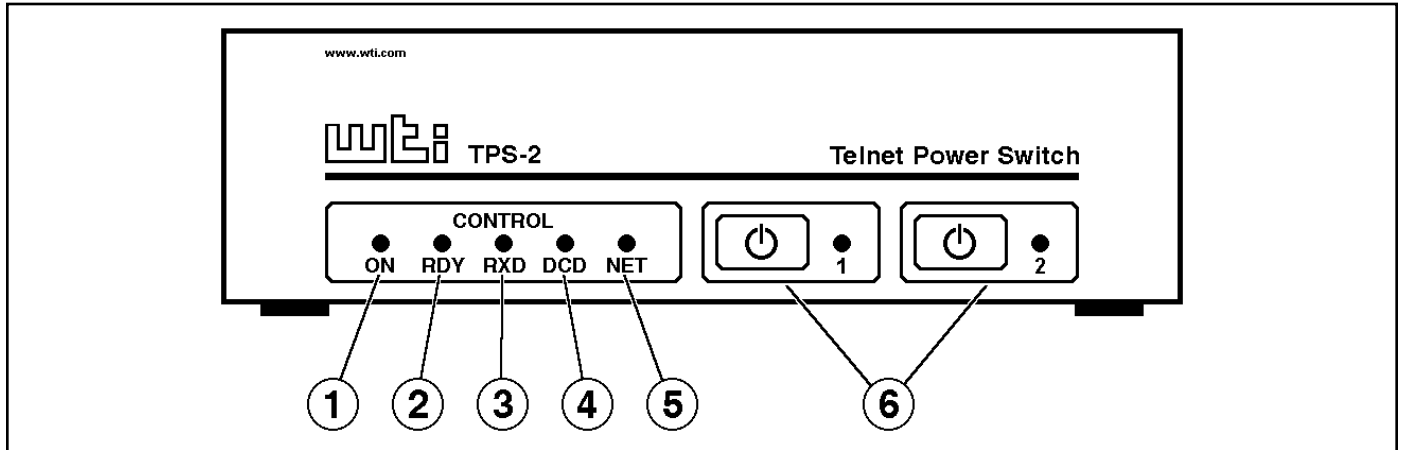 www.wti.com
wti TPS-2 Telnet Power Switch
CONTROL
ON RDY RXD DCD NET 1 2
1 2 3 4 5 6